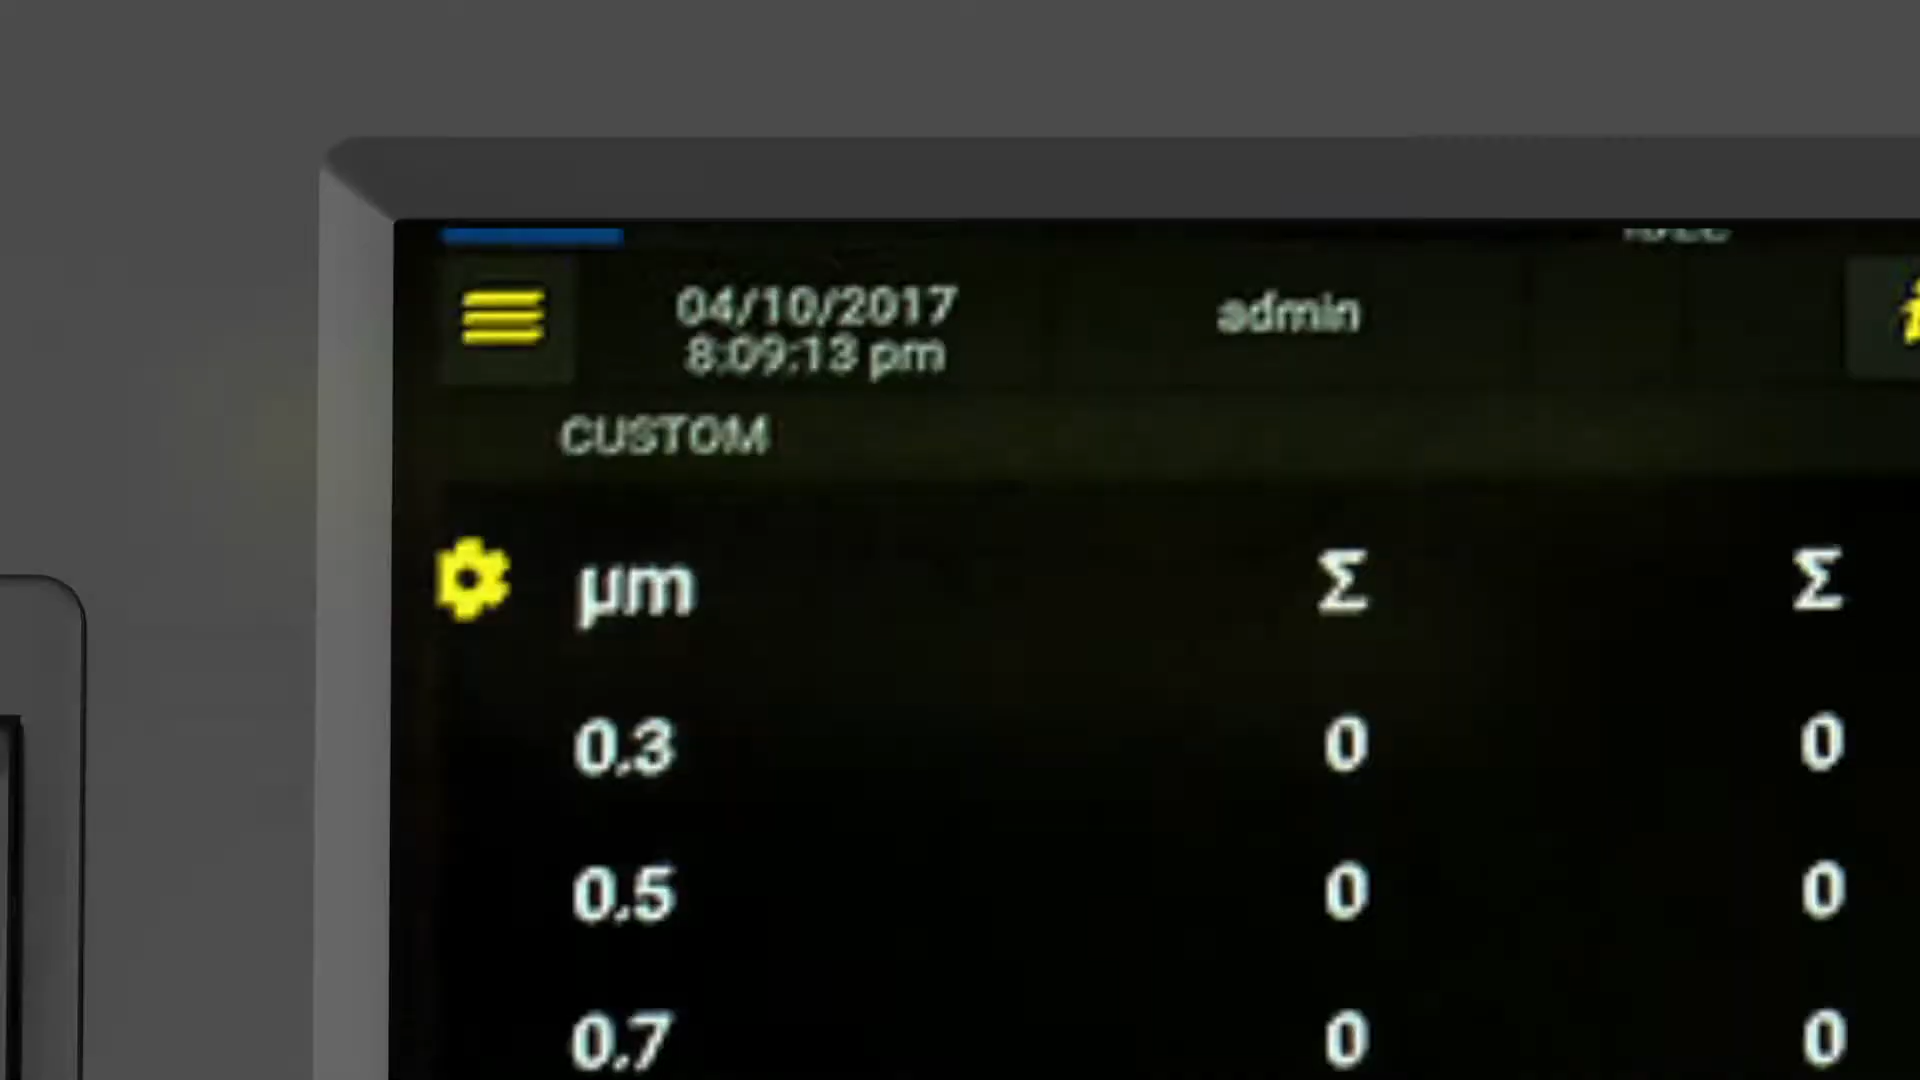 04/10/2017
8:09:13 pm
admin
CUSTOM
µm Σ Σ
0.3 0 0
0.5 0 0
0.7 0 0